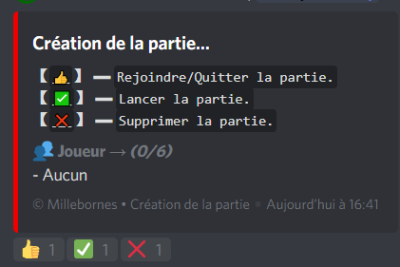 Création de la partie...
【 👍 】 — Rejoindre/Quitter la partie.
【 ✅ 】 — Lancer la partie.
【 ❌ 】 — Supprimer la partie.
👥 Joueur → (0/6)
- Aucun
© Millebornes • Création de la partie • Aujourd'hui à 16:41
👍 1 ✅ 1 ❌ 1